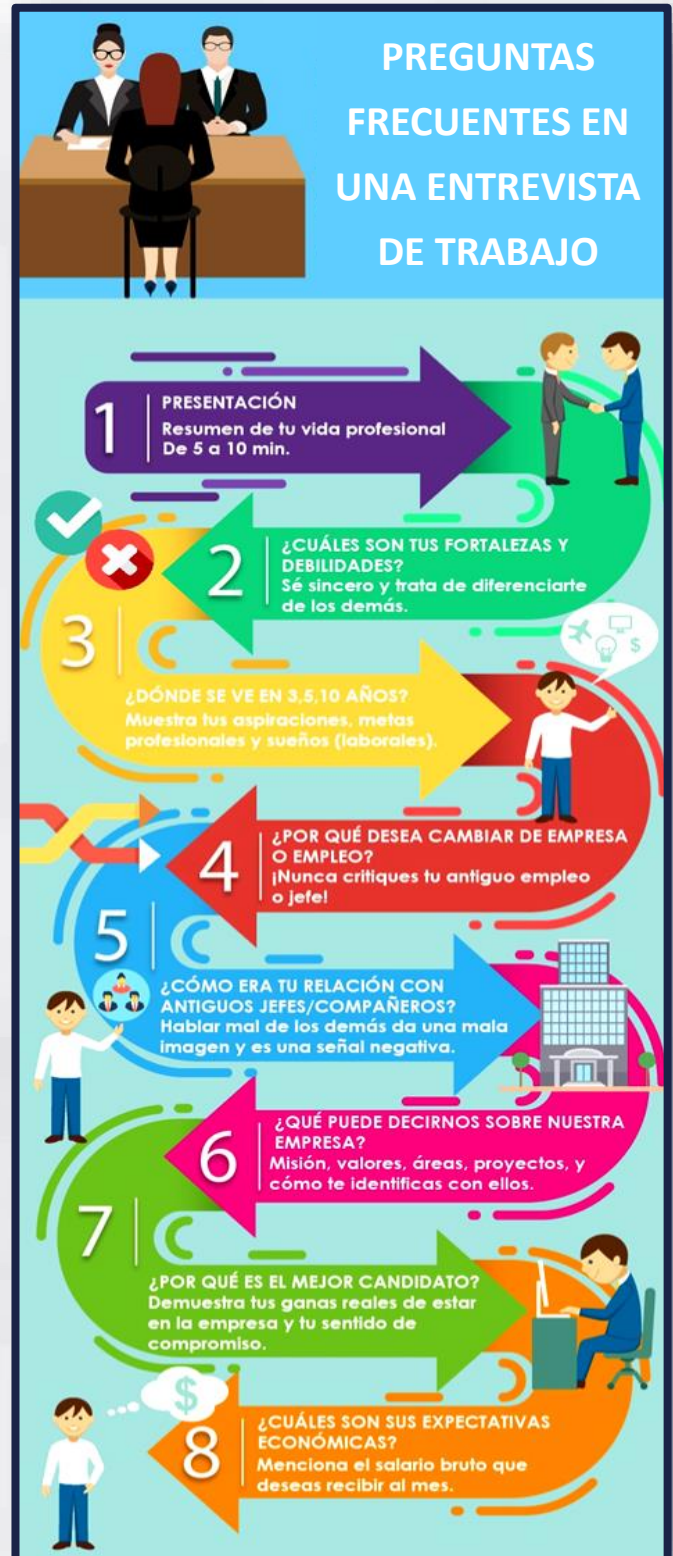 PREGUNTAS
FRECUENTES EN
UNA ENTREVISTA
DE TRABAJO
1
PRESENTACIÓN
Resumen de tu vida profesional
De 5 a 10 min.
2
¿CUÁLES SON TUS FORTALEZAS Y
DEBILIDADES?
Sé sincero y trata de diferenciarte
de los demás.
3
¿DÓNDE SE VE EN 3,5,10 AÑOS?
Muestra tus aspiraciones, metas
profesionales y sueños (laborales).
$
4
¿POR QUÉ DESEA CAMBIAR DE EMPRESA
O EMPLEO?
¡Nunca critiques tu antiguo empleo
o jefe!
5
¿CÓMO ERA TU RELACIÓN CON
ANTIGUOS JEFES/COMPAÑEROS?
Hablar mal de los demás da una mala
imagen y es una señal negativa.
6
¿QUÉ PUEDE DECIRNOS SOBRE NUESTRA
EMPRESA?
Misión, valores, áreas, proyectos, y
cómo te identificas con ellos.
7
¿POR QUÉ ES EL MEJOR CANDIDATO?
Demuestra tus ganas reales de estar
en la empresa y tu sentido de
compromiso.
$
8
¿CUÁLES SON SUS EXPECTATIVAS
ECONÓMICAS?
Menciona el salario bruto que
deseas recibir al mes.